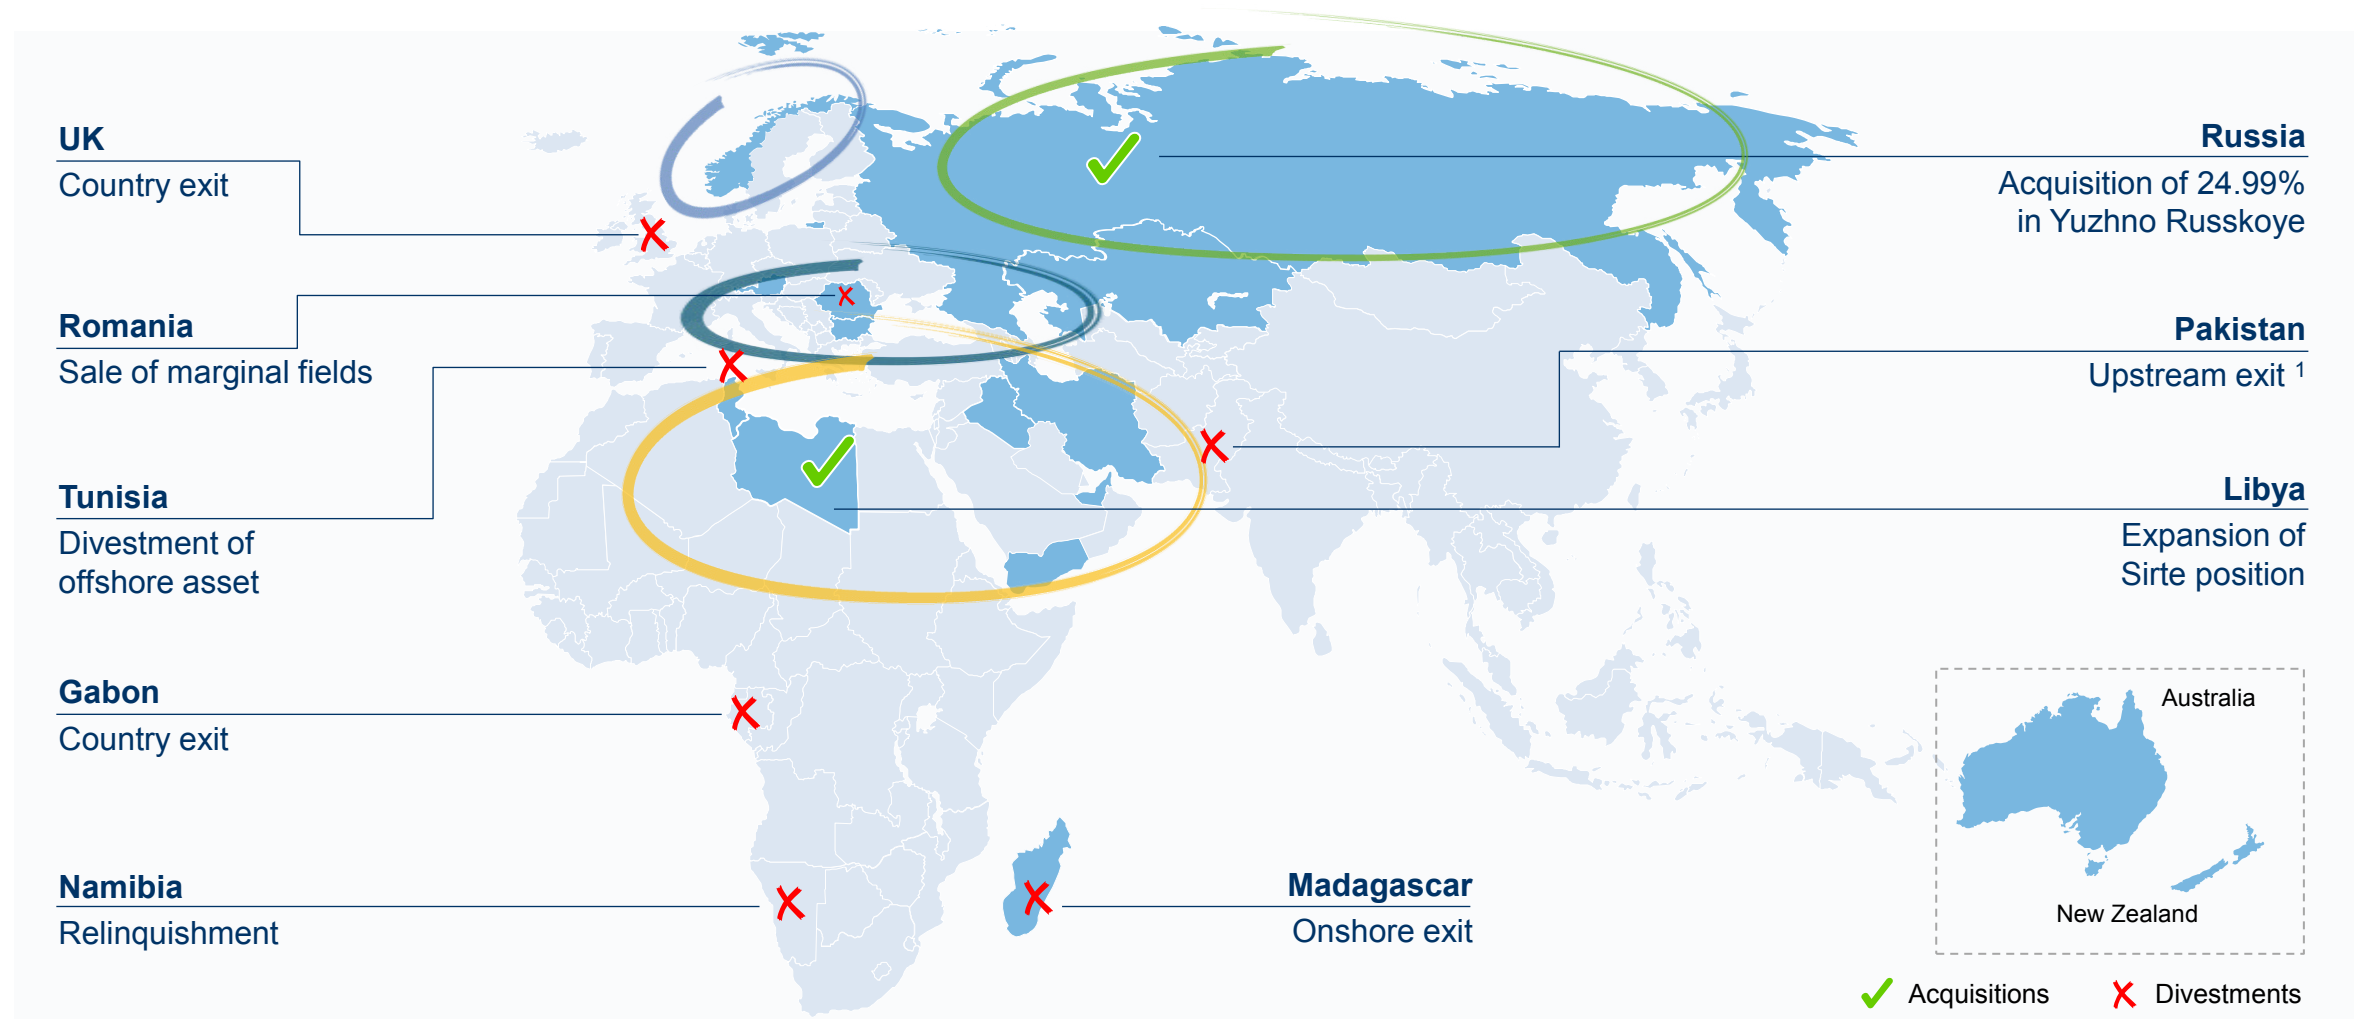 UK
Country exit
Romania
Sale of marginal fields
Tunisia
Divestment of
offshore asset
Gabon
Country exit
Namibia
Relinquishment
Madagascar
Onshore exit
Russia
Acquisition of 24.99%
in Yuzhno Russkoye
Pakistan
Upstream exit ¹
Libya
Expansion of
Sirte position
Australia
New Zealand
Acquisitions
Divestments